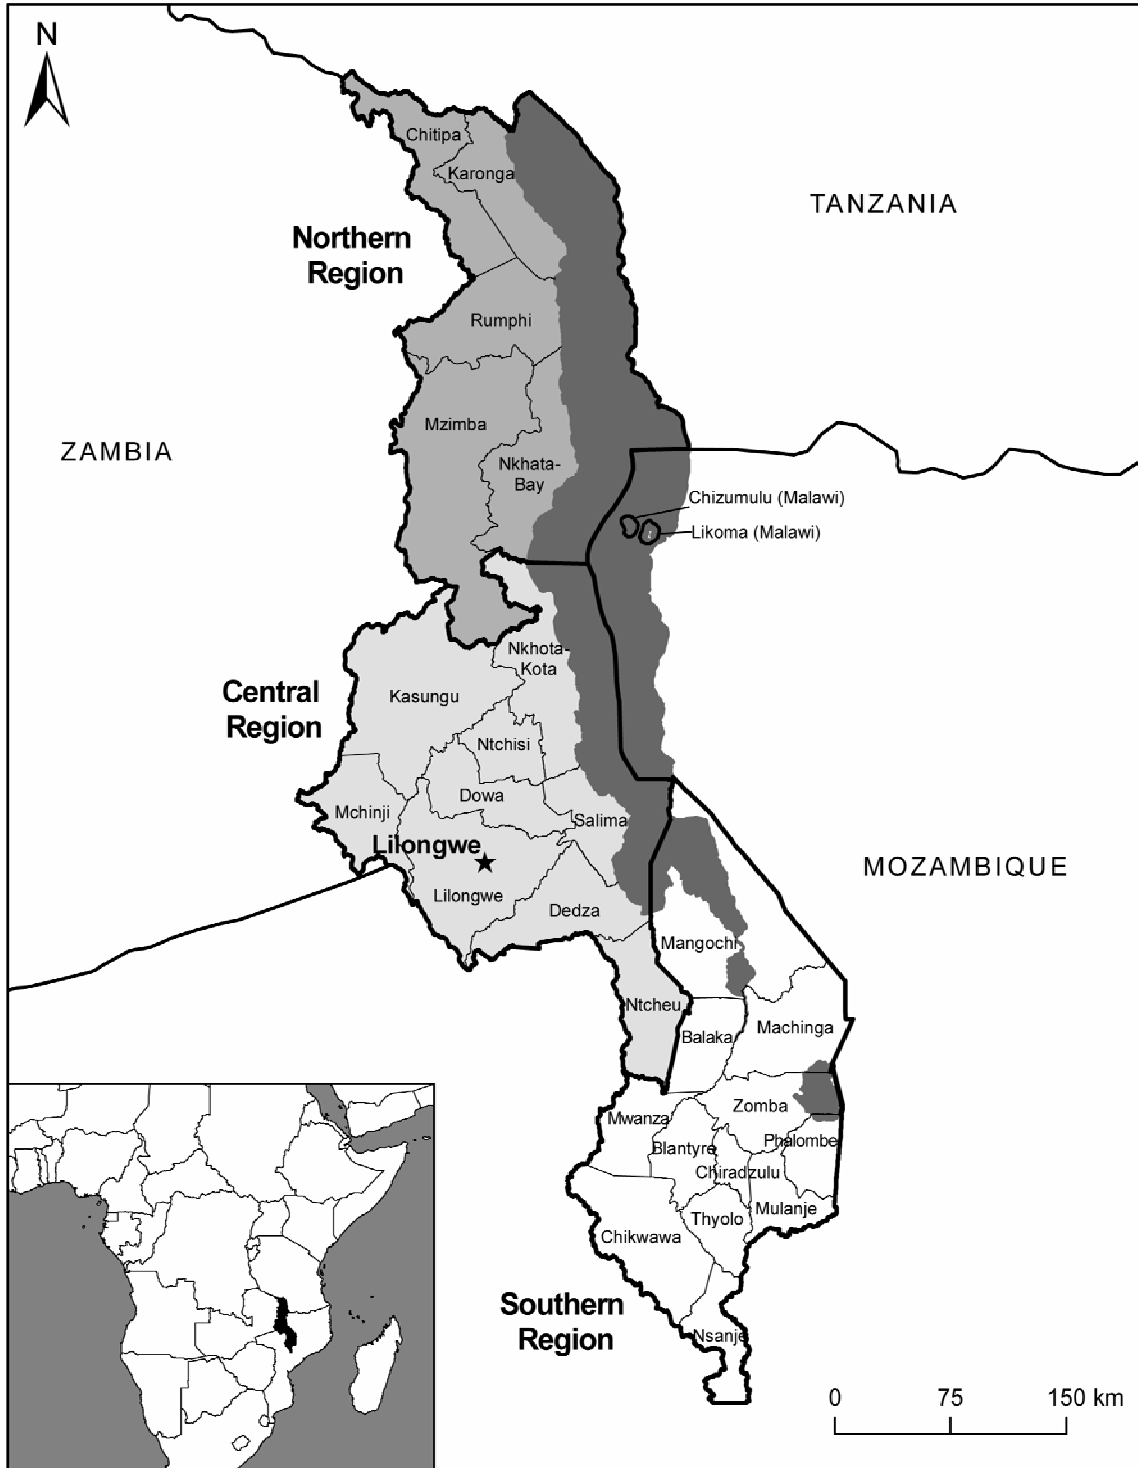 N
Chitipa
Karonga
TANZANIA
Northern
Region
Rumphi
Mzimba
ZAMBIA
Nkhata-
Bay
Chizumulu (Malawi)
Likoma (Malawi)
Nkhota-
Kota
Central
Region
Kasungu
Ntchisi
Dowa
Mchinji
Salima
Lilongwe
MOZAMBIQUE
Lilongwe
Dedza
Mangochi
Ntcheu
Machinga
Balaka
Zomba
Mwanza
Phalombe
Blantyre
Chiradzulu
Mulanje
Thyolo
Chikwawa
Southern
Region
Nsanje
0 75 150 km